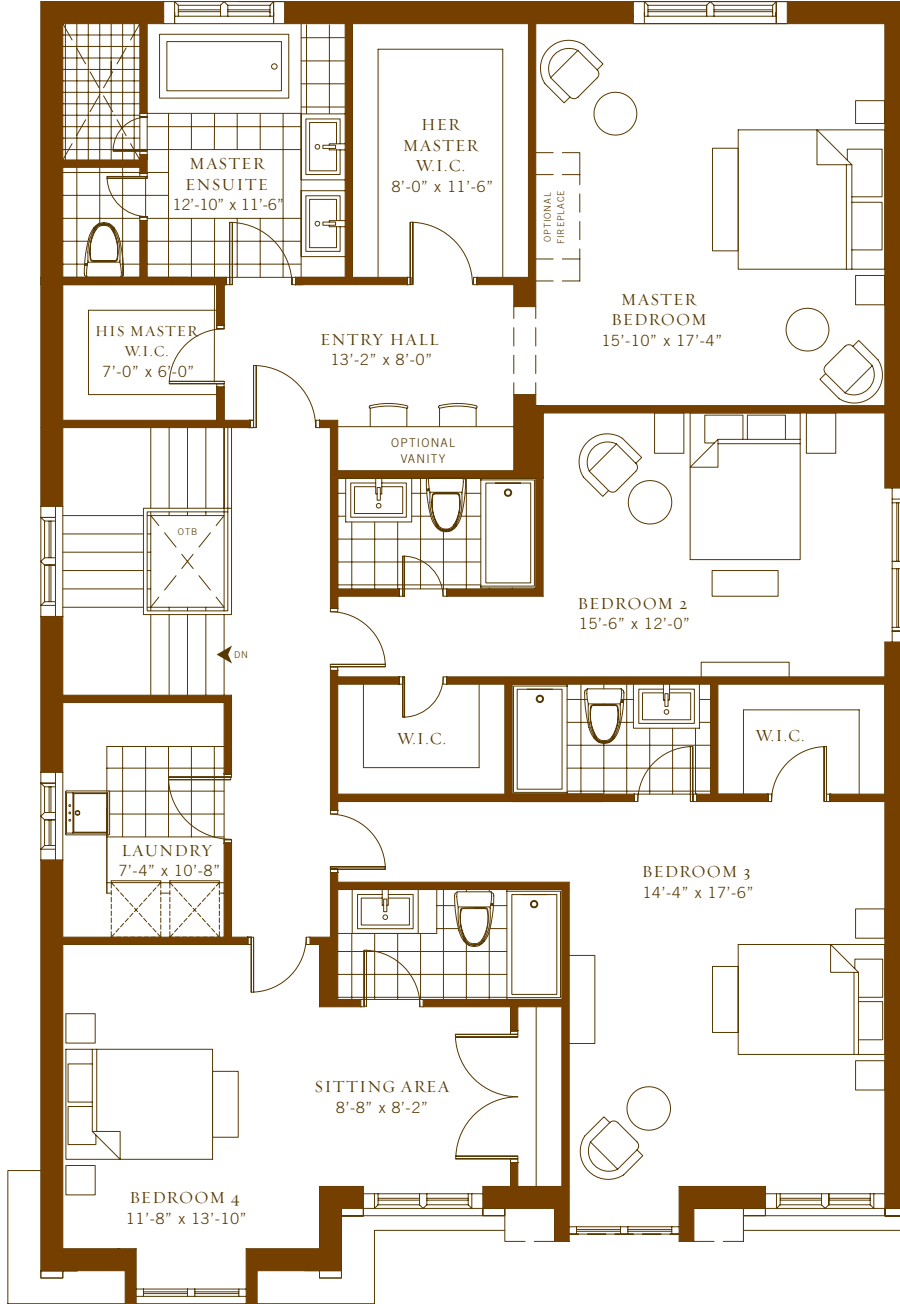 HER
MASTER
W.I.C.
8'-0" x 11'-6"
MASTER
ENSUITE
12'-10" x 11'-6"
OPTIONAL
FIREPLACE
MASTER
BEDROOM
15'-10" x 17'-4"
HIS MASTER
W.I.C.
7'-0" x 6'-0"
ENTRY HALL
13'-2" x 8'-0"
OPTIONAL
VANITY
OTB
BEDROOM 2
15'-6" x 12'-0"
DN
W.I.C.
W.I.C.
LAUNDRY
7'-4" x 10'-8"
BEDROOM 3
14'-4" x 17'-6"
SITTING AREA
8'-8" x 8'-2"
BEDROOM 4
11'-8" x 13'-10"